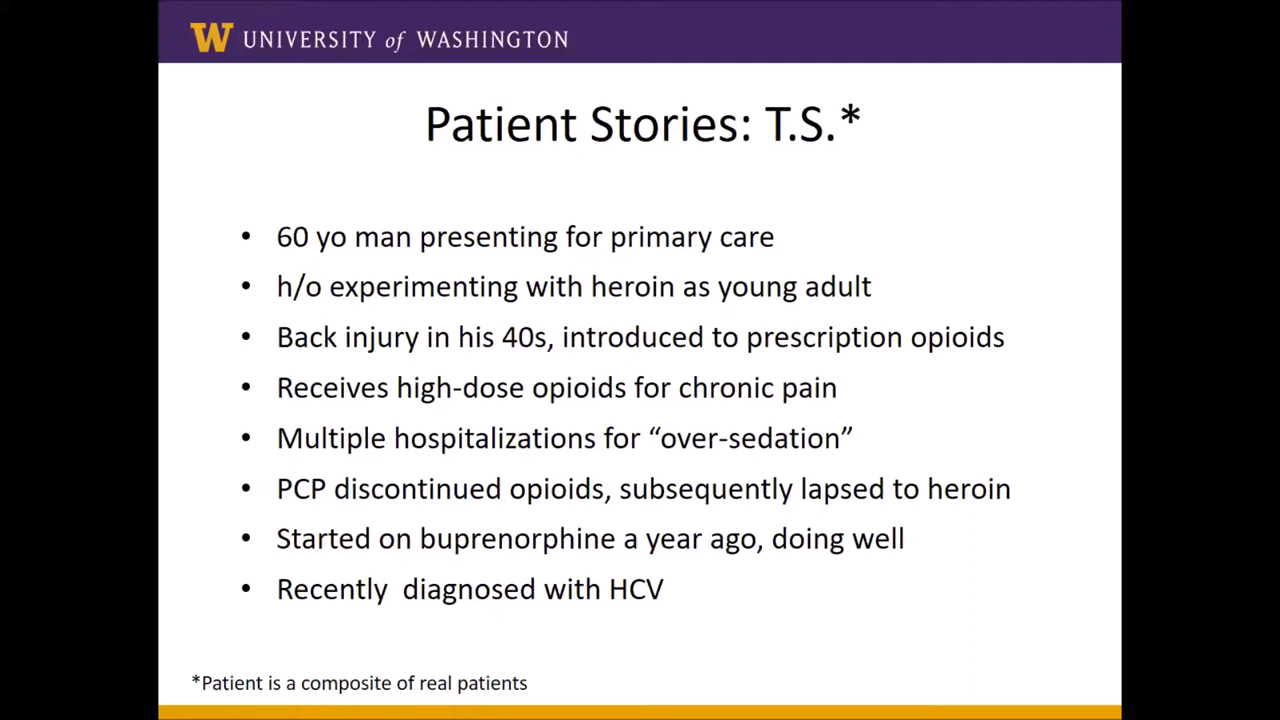 W UNIVERSITY of WASHINGTON
Patient Stories: T.S.*
• 60 yo man presenting for primary care
• h/o experimenting with heroin as young adult
• Back injury in his 40s, introduced to prescription opioids
• Receives high-dose opioids for chronic pain
• Multiple hospitalizations for “over-sedation”
• PCP discontinued opioids, subsequently lapsed to heroin
• Started on buprenorphine a year ago, doing well
• Recently  diagnosed with HCV
*Patient is a composite of real patients